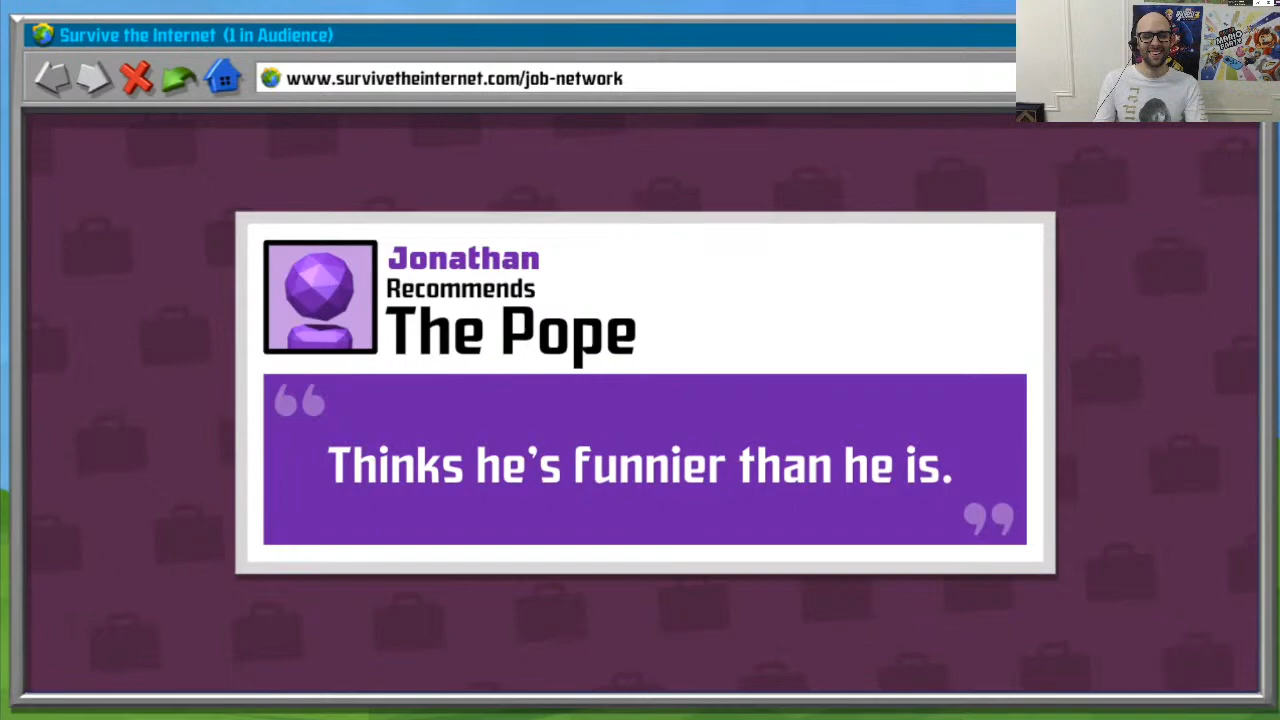 Survive the Internet (1 in Audience)
www.survivetheinternet.com/job-network
Jonathan
Recommends
The Pope
“
Thinks he’s funnier than he is.
”
MARIO